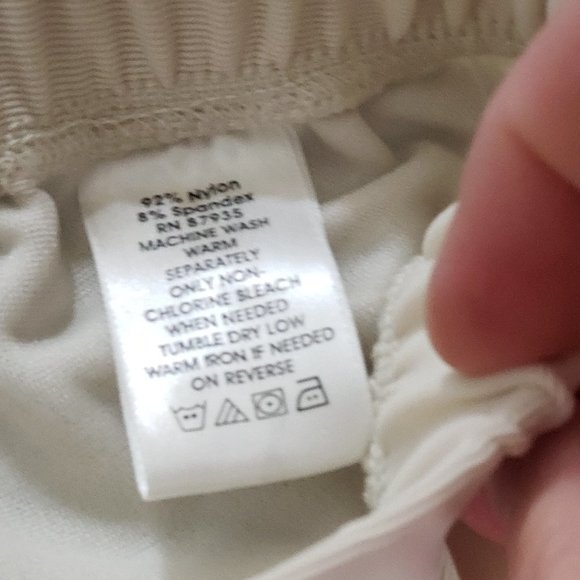 92% Nylon
8% Spandex
RN 87935
MACHINE WASH
WARM
SEPARATELY
ONLY NON-
CHLORINE BLEACH
WHEN NEEDED
TUMBLE DRY LOW
WARM IRON IF NEEDED
ON REVERSE